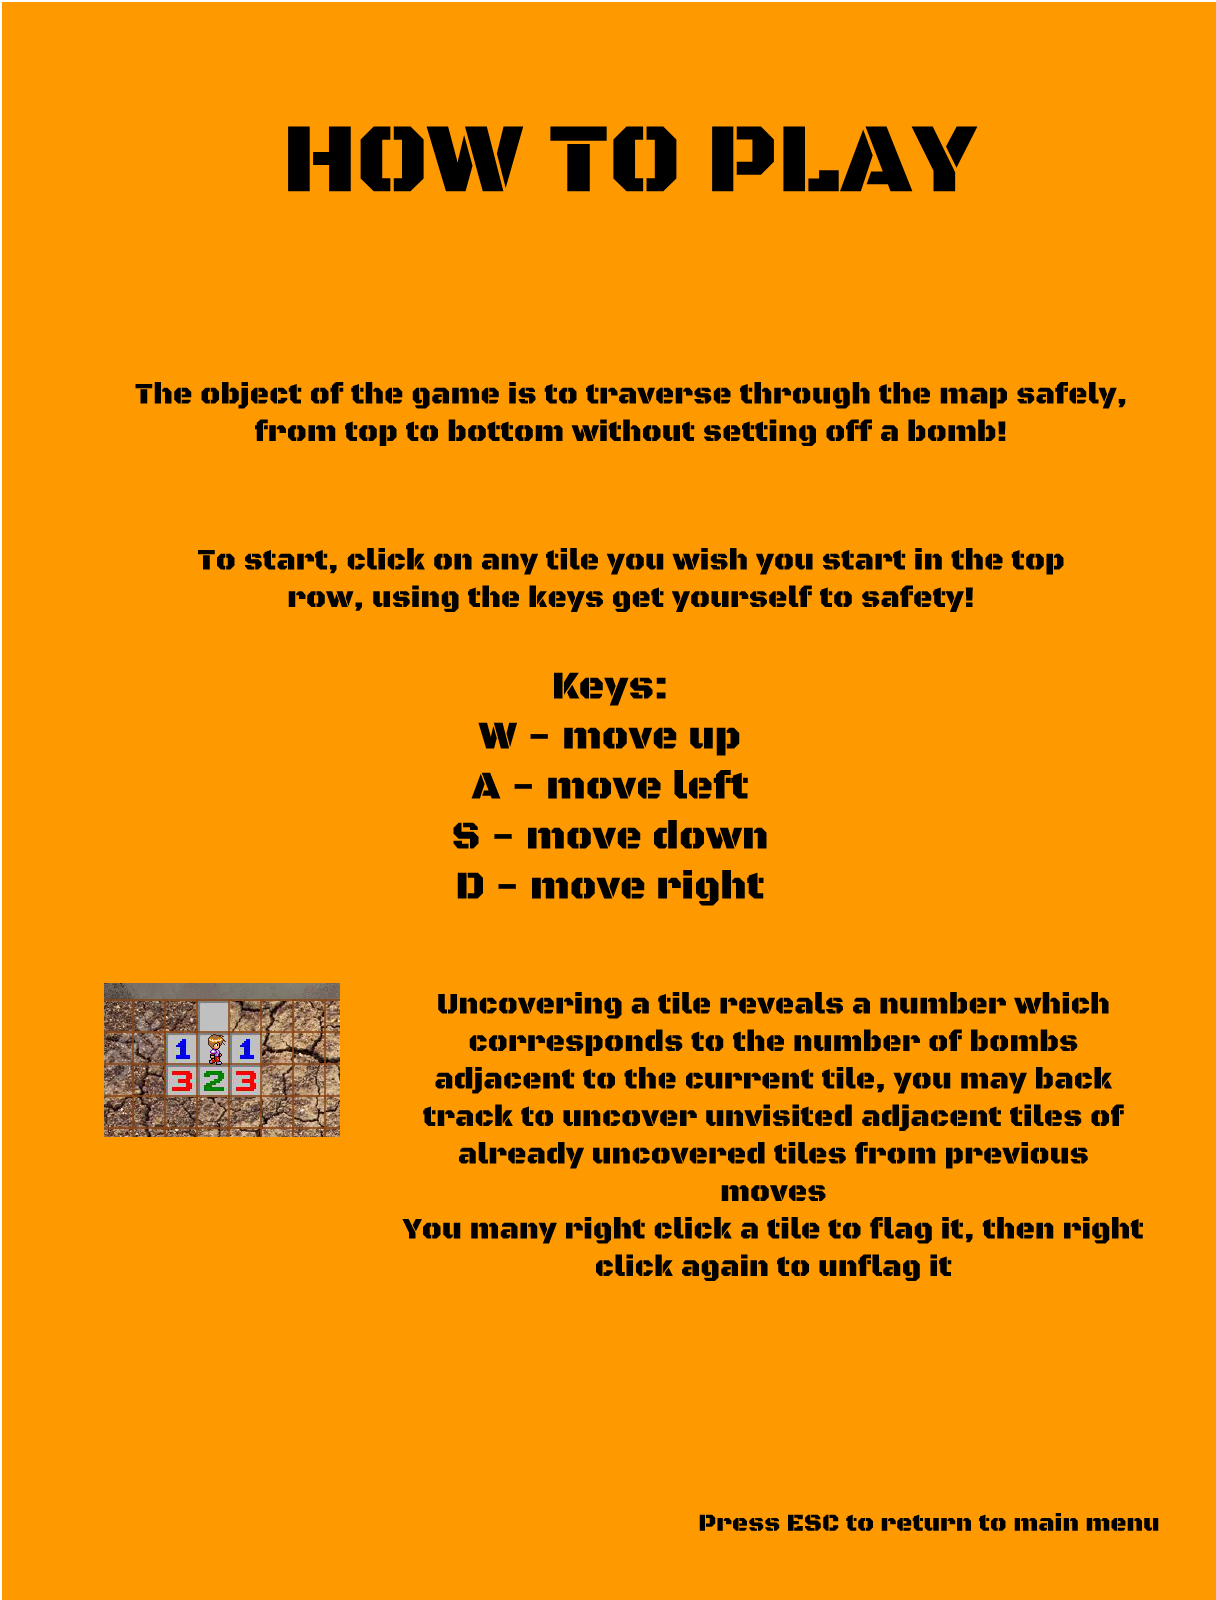 HOW TO PLAY
The object of the game is to traverse through the map safely,
from top to bottom without setting off a bomb!
To start, click on any tile you wish you start in the top
row, using the keys get yourself to safety!
Keys:
W - move up
A - move left
S - move down
D - move right
1 1
3 2 3
Uncovering a tile reveals a number which
corresponds to the number of bombs
adjacent to the current tile, you may back
track to uncover unvisited adjacent tiles of
already uncovered tiles from previous
moves
You many right click a tile to flag it, then right
click again to unflag it
Press ESC to return to main menu